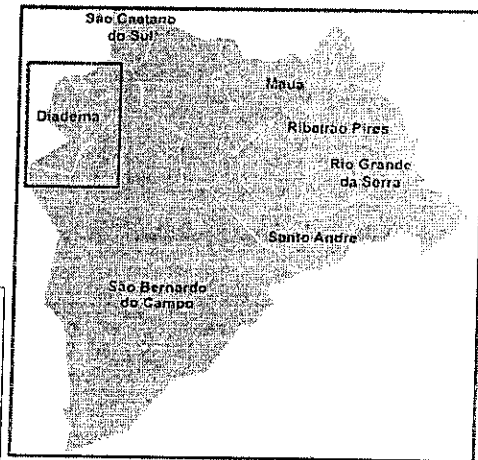 São Caetano
do Sul
Mauá
Diadema
Ribeirão Pires
Rio Grande
da Serra
Santo André
São Bernardo
do Campo